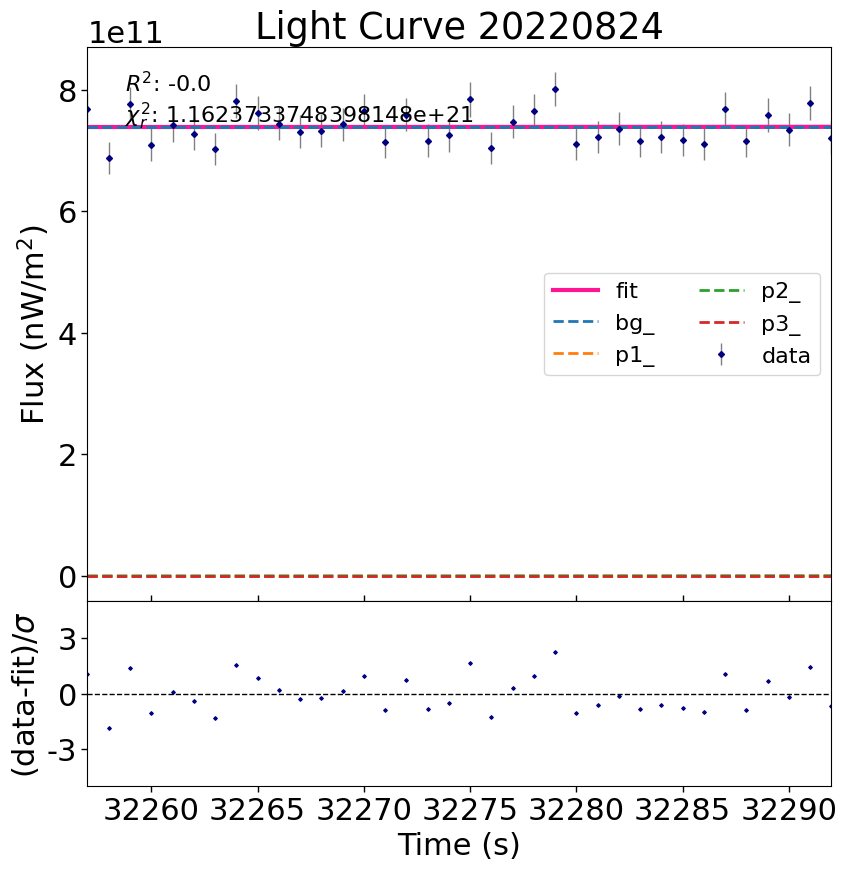 Light Curve 20220824
1e11
R²: -0.0
χ²ᵣ: 1.1623733748398148e+21
8
6
4
2
0
Flux (nW/m²)
fit
bg_
p1_
p2_
p3_
data
3
0
-3
(data-fit)/σ
32260 32265 32270 32275 32280 32285 32290
Time (s)